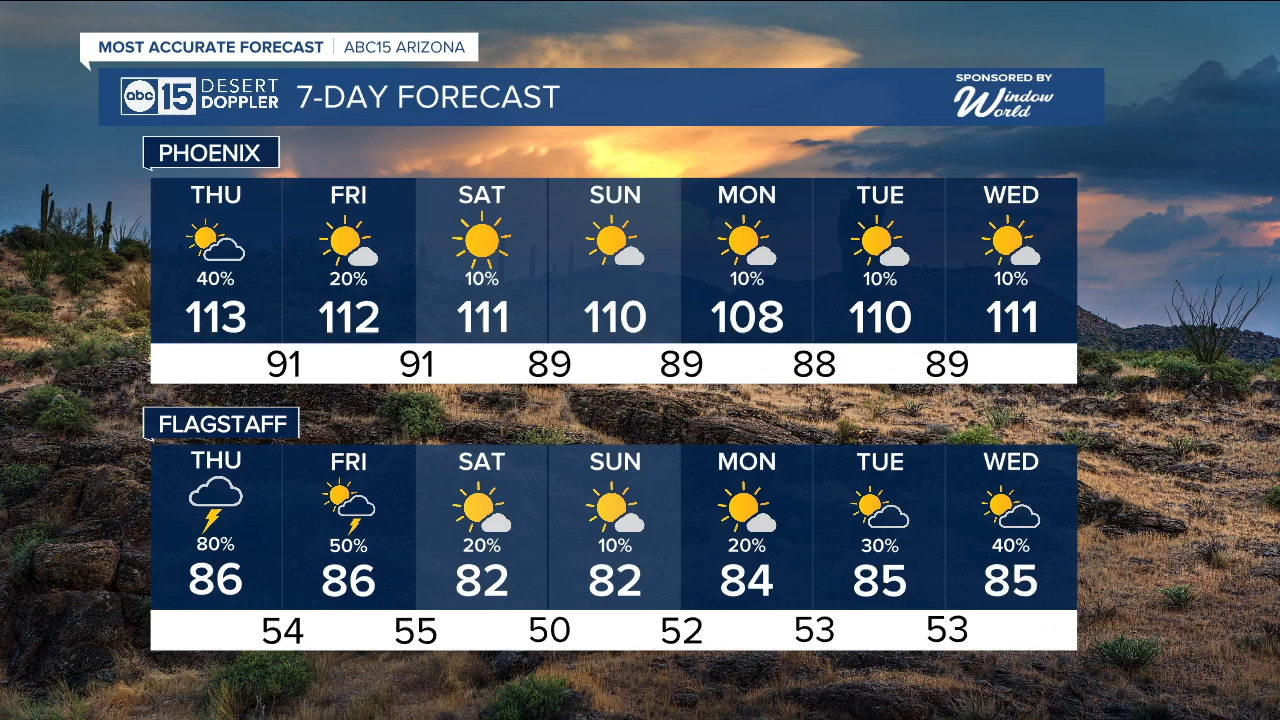 MOST ACCURATE FORECAST | ABC15 ARIZONA
abc 15 DESERT DOPPLER
7-DAY FORECAST
SPONSORED BY
Window World
PHOENIX
THU FRI SAT SUN MON TUE WED
40% 20% 10% 10% 10% 10%
113 112 111 110 108 110 111
91 91 89 89 88 89
FLAGSTAFF
THU FRI SAT SUN MON TUE WED
80% 50% 20% 10% 20% 30% 40%
86 86 82 82 84 85 85
54 55 50 52 53 53